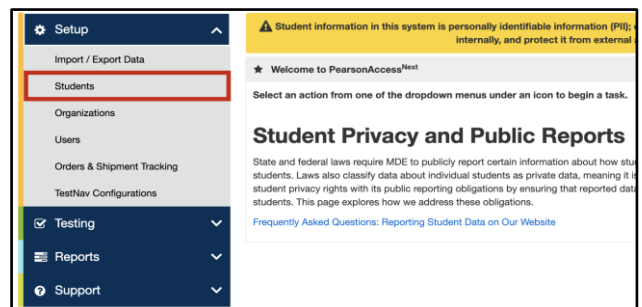 Setup
Import / Export Data
Students
Organizations
Users
Orders & Shipment Tracking
TestNav Configurations
Testing
Reports
Support
Student information in this system is personally identifiable information (PII);
internally, and protect it from external
Welcome to PearsonAccessNext
Select an action from one of the dropdown menus under an icon to begin a task.
Student Privacy and Public Reports
State and federal laws require MDE to publicly report certain information about how
students. Laws also classify data about individual students as private data, meaning it is
student privacy rights with its public reporting obligations by ensuring that reported
students. This page explores how we address these obligations.
Frequently Asked Questions: Reporting Student Data on Our Website